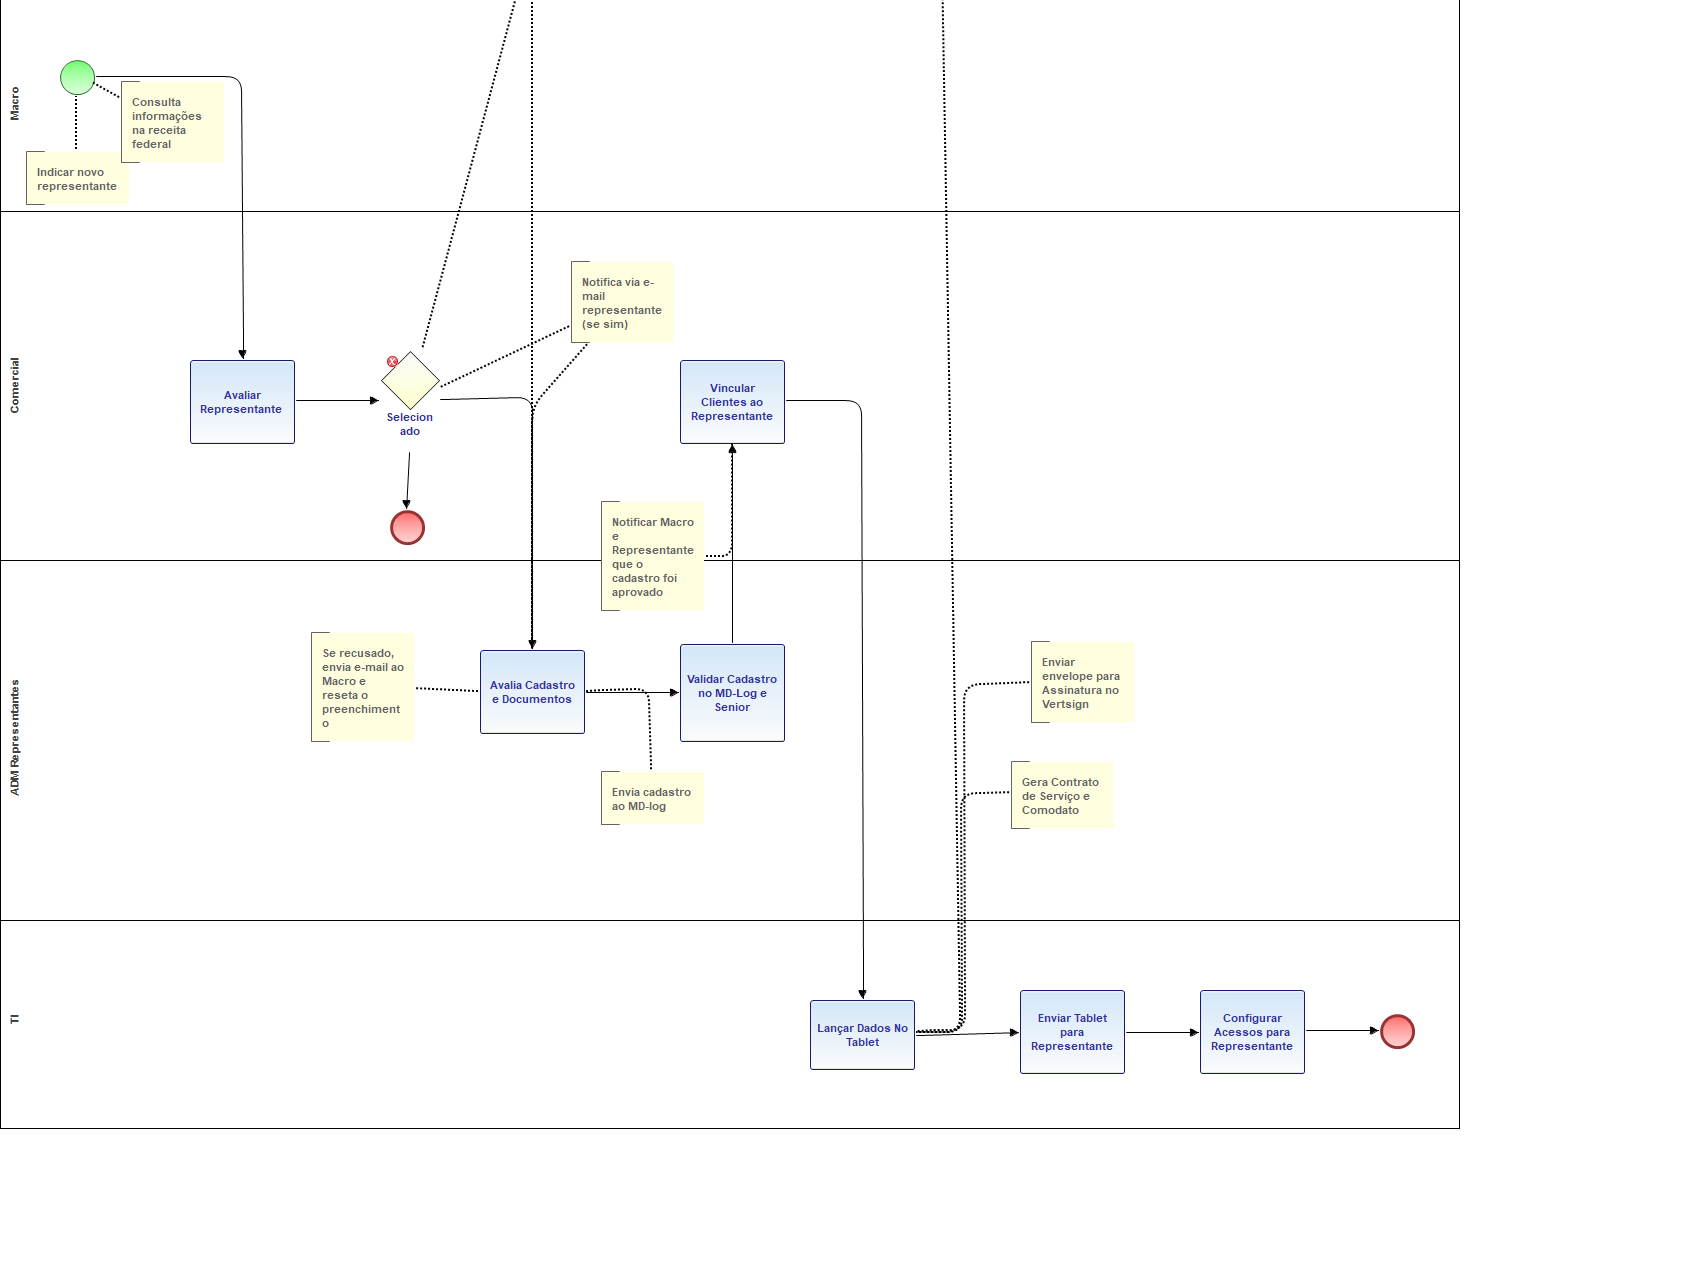 Macro
Consulta
informações
na receita
federal
Indicar novo
representante
Comercial
Notifica via e-
mail
representante
(se sim)
Avaliar
Representante
Selecion
ado
Vincular
Clientes ao
Representante
Notificar Macro
e
Representante
que o
cadastro foi
aprovado
ADM Representantes
Se recusado,
envia e-mail ao
Macro e
reseta o
preenchiment
o
Avalia Cadastro
e Documentos
Validar Cadastro
no MD-Log e
Senior
Enviar
envelope para
Assinatura no
Vertsign
Envia cadastro
ao MD-log
Gera Contrato
de Serviço e
Comodato
TI
Lançar Dados No
Tablet
Enviar Tablet
para
Representante
Configurar
Acessos para
Representante